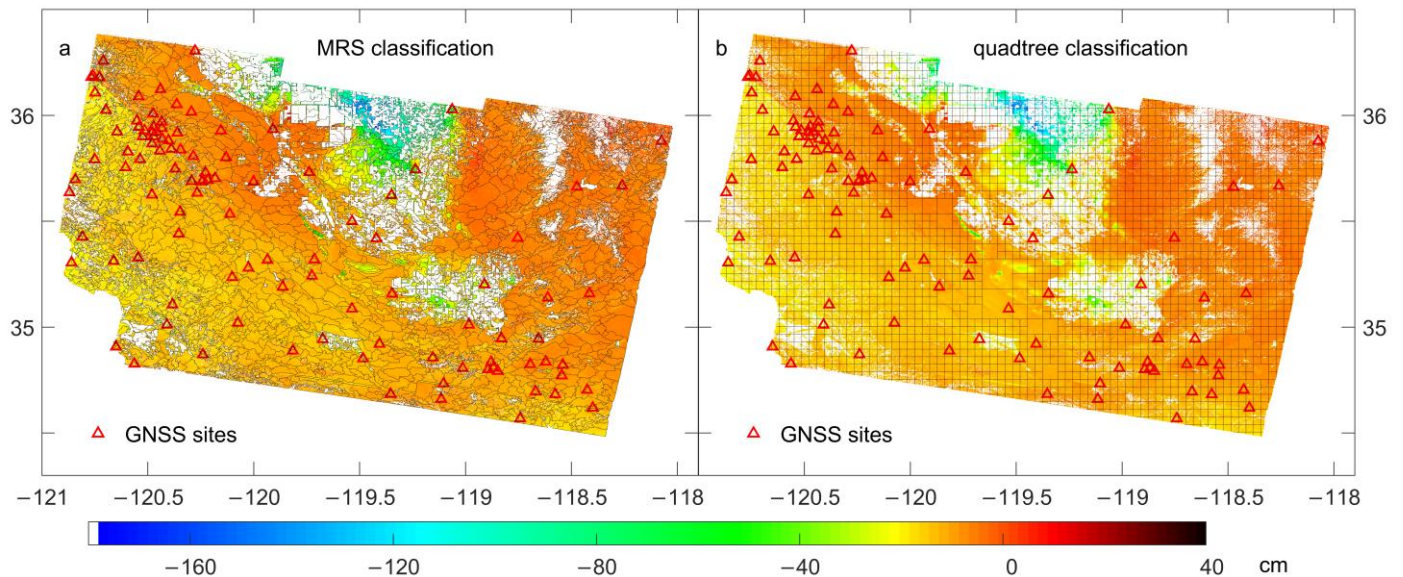 a MRS classification
b quadtree classification
36 36
35 35
GNSS sites GNSS sites
−121 −120.5 −120 −119.5 −119 −118.5 −118 −120.5 −120 −119.5 −119 −118.5 −118
−160 −120 −80 −40 0 40 cm